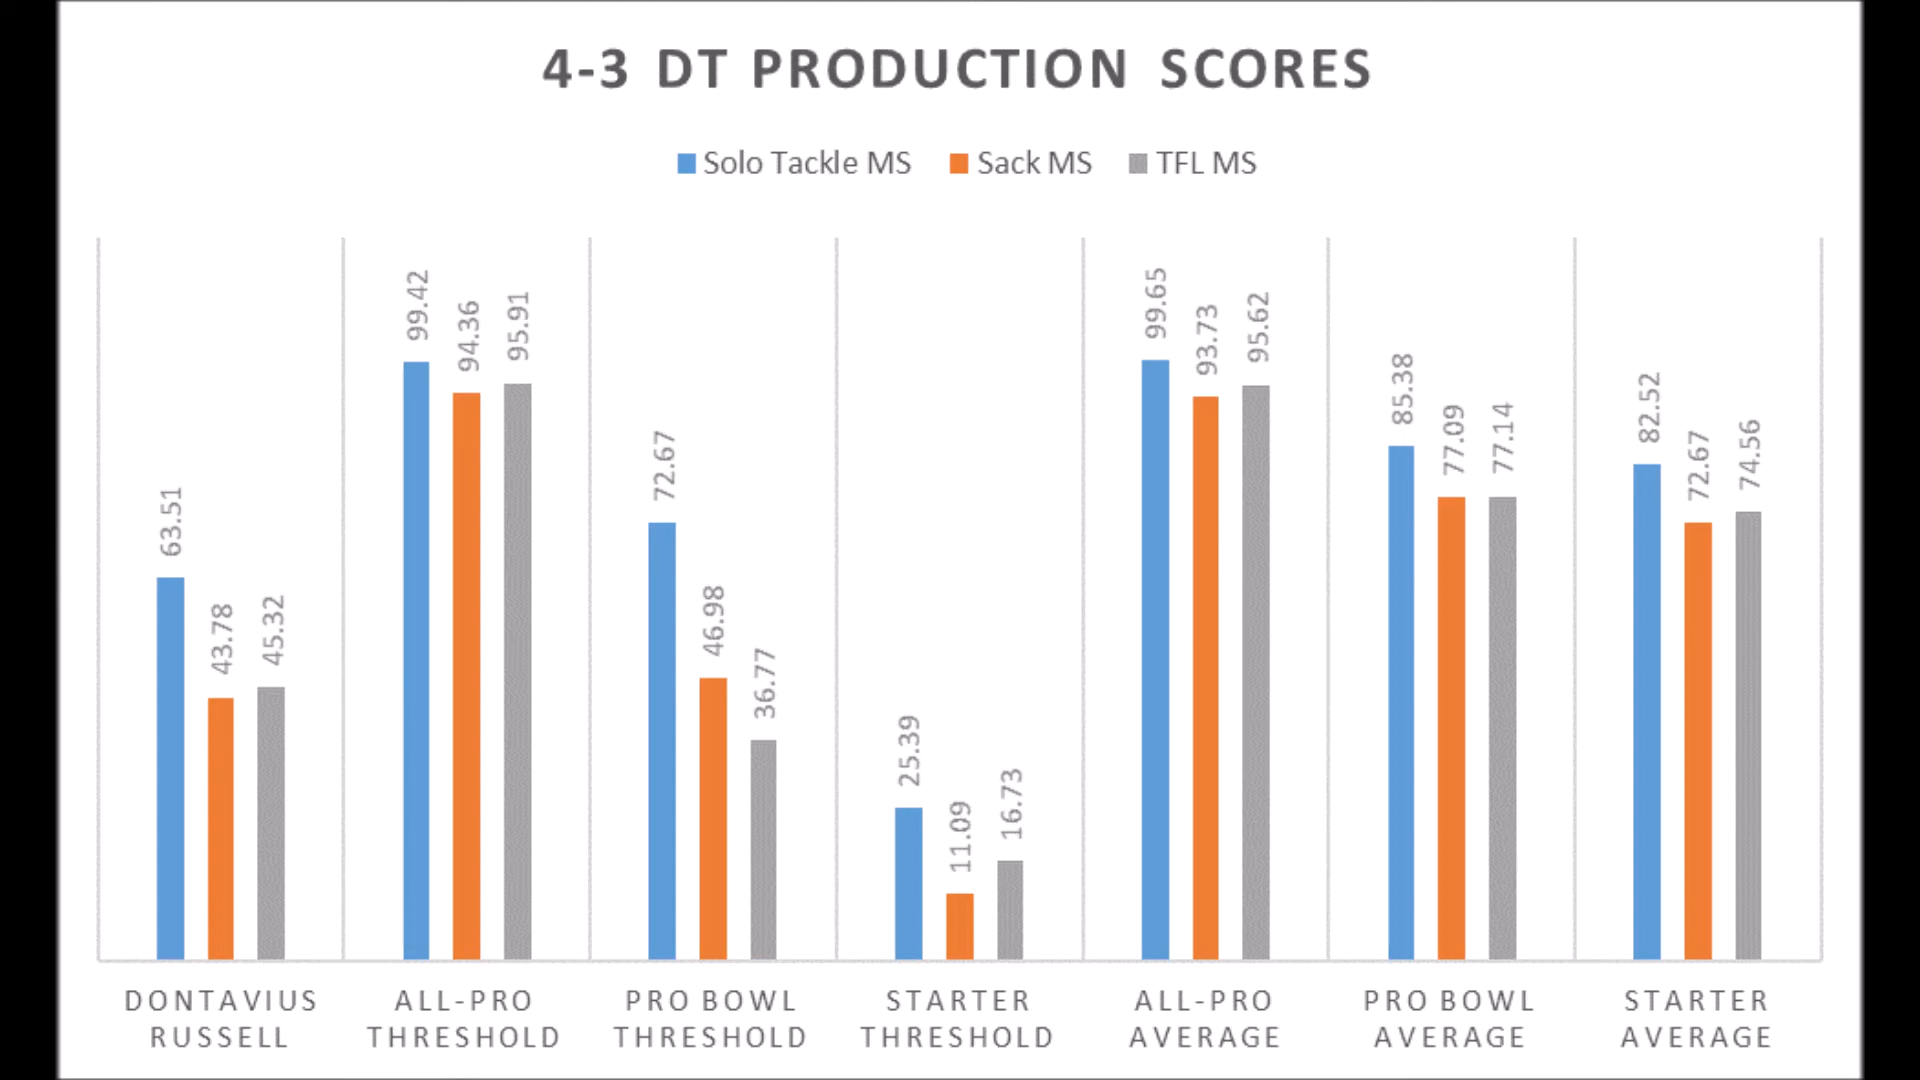 4-3 DT PRODUCTION SCORES
Solo Tackle MS Sack MS TFL MS
63.51 43.78 45.32
99.42 94.36 95.91
72.67 46.98 36.77
25.39 11.09 16.73
99.65 93.73 95.62
85.38 77.09 77.14
82.52 72.67 74.56
DONTAVIUS
RUSSELL
ALL-PRO
THRESHOLD
PRO BOWL
THRESHOLD
STARTER
THRESHOLD
ALL-PRO
AVERAGE
PRO BOWL
AVERAGE
STARTER
AVERAGE